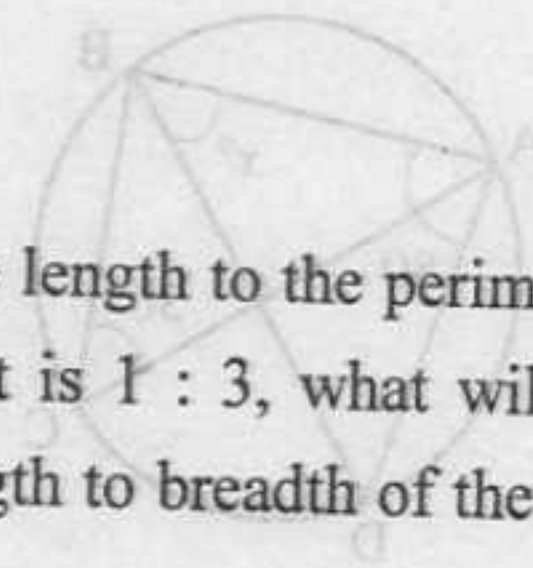 length to the perim
t is 1 : 3, what wil
gth to breadth of the